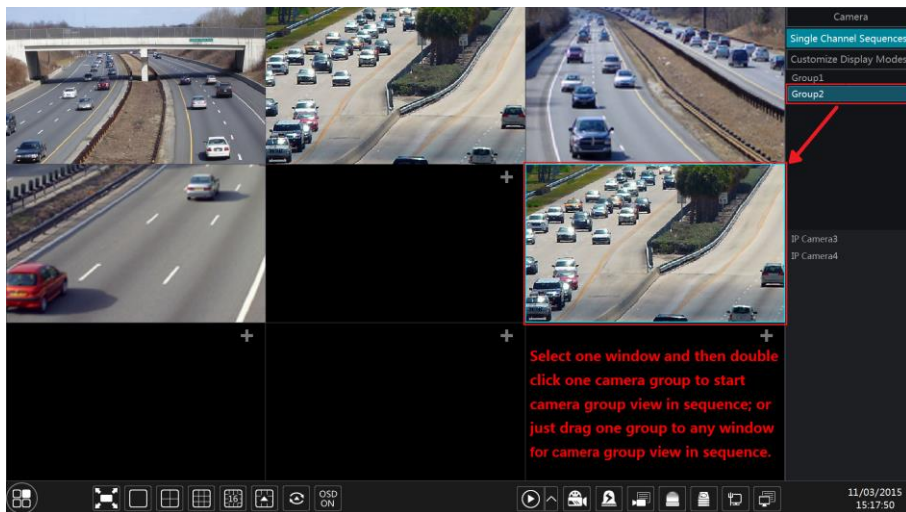 Camera
Single Channel Sequences
Customize Display Modes
Group1
Group2
IP Camera3
IP Camera4
Select one window and then double
click one camera group to start
camera group view in sequence; or
just drag one group to any window
for camera group view in sequence.
16
OSD
ON
11/03/2015
15:17:50